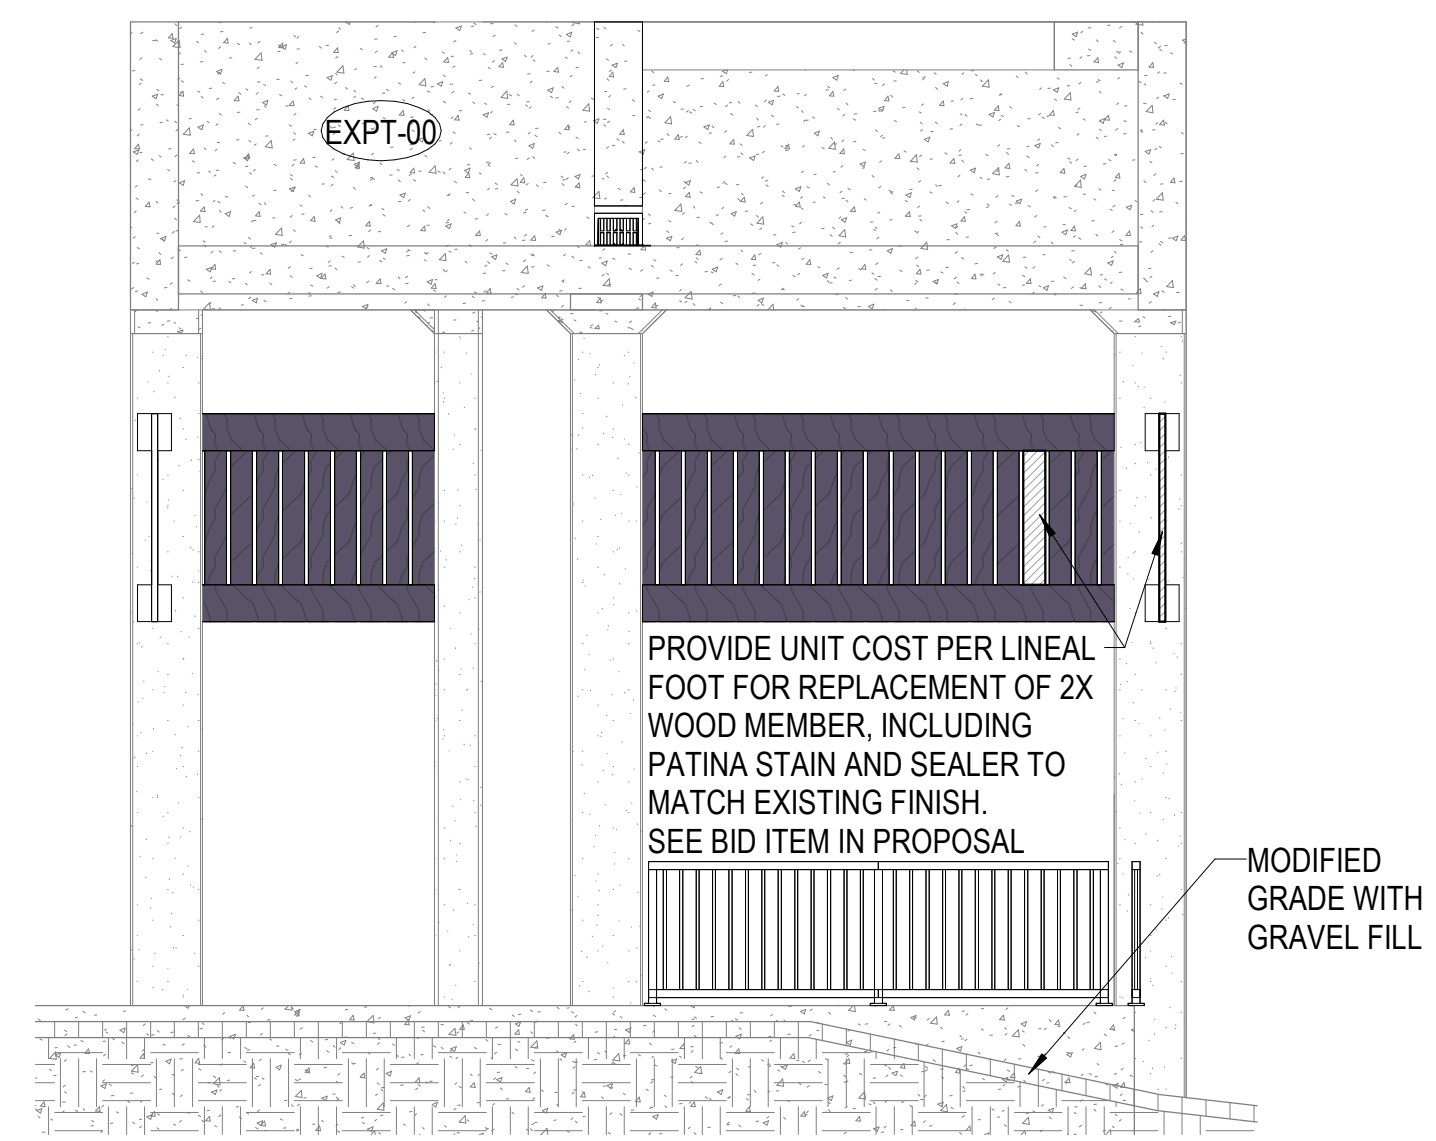 EXPT-00
PROVIDE UNIT COST PER LINEAL
FOOT FOR REPLACEMENT OF 2X
WOOD MEMBER, INCLUDING
PATINA STAIN AND SEALER TO
MATCH EXISTING FINISH.
SEE BID ITEM IN PROPOSAL
MODIFIED
GRADE WITH
GRAVEL FILL